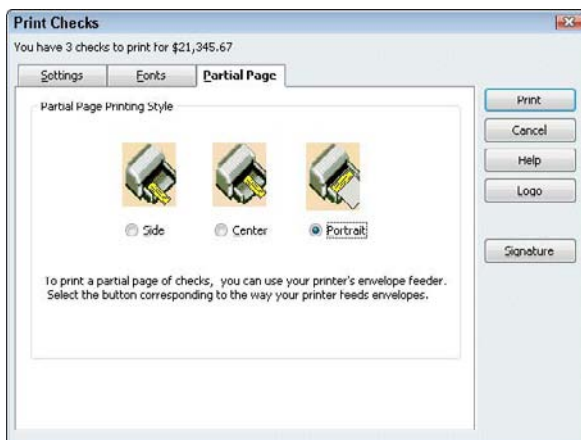 Print Checks
You have 3 checks to print for $21,345.67
Settings
Fonts
Partial Page
Partial Page Printing Style
Side
Center
Portrait
To print a partial page of checks, you can use your printer's envelope feeder.
Select the button corresponding to the way your printer feeds envelopes.
Print
Cancel
Help
Logo
Signature